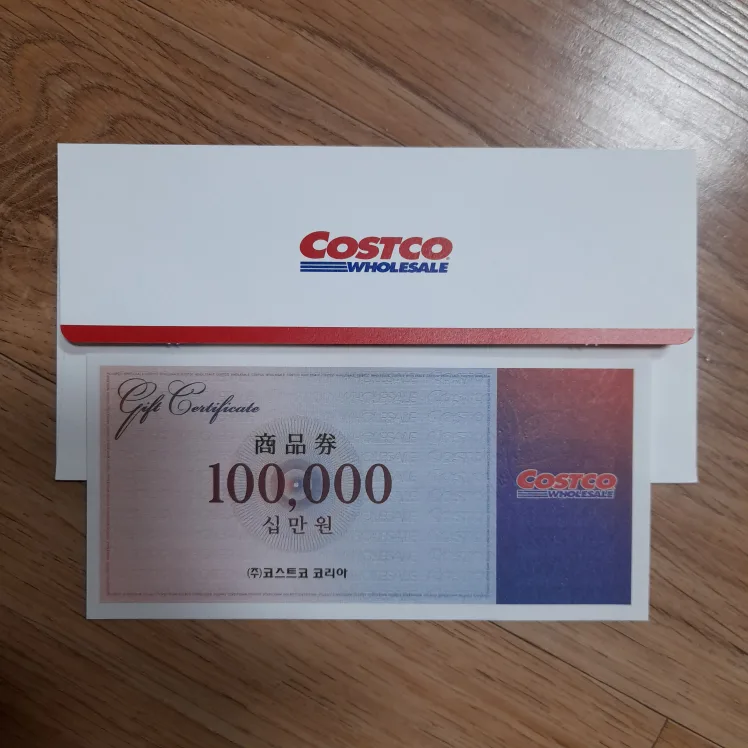 COSTCO
WHOLESALE
Gift Certificate
商品券
100,000
십만원
(주)코스트코 코리아
COSTCO
WHOLESALE